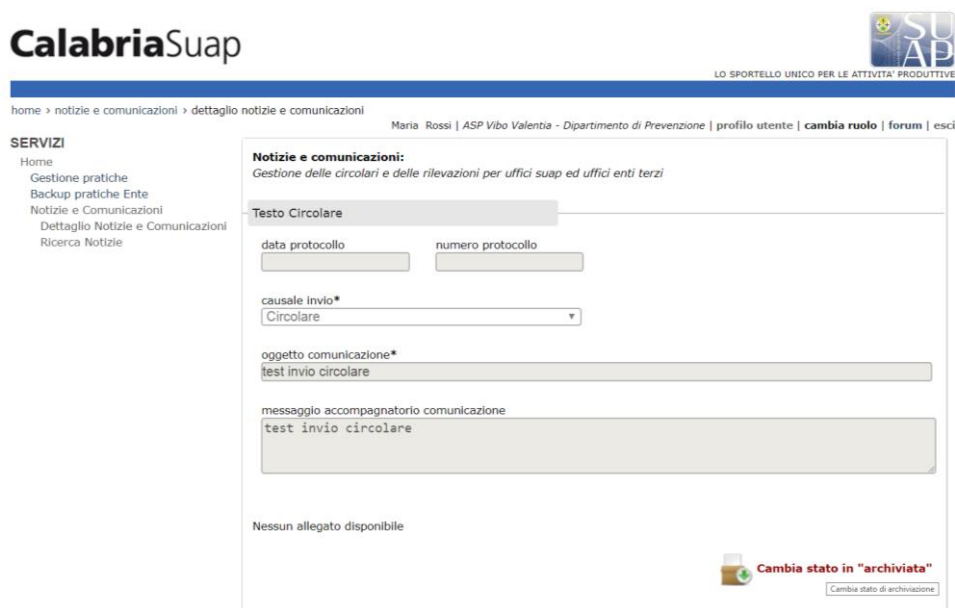 CalabriaSuap
SU
AP
LO SPORTELLO UNICO PER LE ATTIVITA' PRODUTTIVE
home > notizie e comunicazioni > dettaglio notizie e comunicazioni
Maria Rossi | ASP Vibo Valentia - Dipartimento di Prevenzione | profilo utente | cambia ruolo | forum | esci
SERVIZI
Home
Gestione pratiche
Backup pratiche Ente
Notizie e Comunicazioni
Dettaglio Notizie e Comunicazioni
Ricerca Notizie
Notizie e comunicazioni:
Gestione delle circolari e delle rilevazioni per uffici suap ed uffici enti terzi
Testo Circolare
data protocollo numero protocollo
causale invio*
Circolare
oggetto comunicazione*
test invio circolare
messaggio accompagnatorio comunicazione
test invio circolare
Nessun allegato disponibile
Cambia stato in "archiviata"
Cambia stato di archiviazione